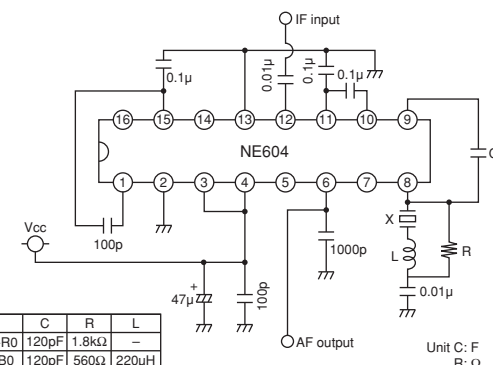 IF input
0.1μ
0.01μ
0.1μ
0.1μ
16 15 14 13 12 11 10 9
NE604
C
1 2 3 4 5 6 7 8
Vcc
100p
X
L
R
1000p
47μ
+
100p
0.01μ
AF output
C R L
R0 120pF 1.8kΩ –
B0 120pF 560Ω 220μH
Unit C: F
R: Ω